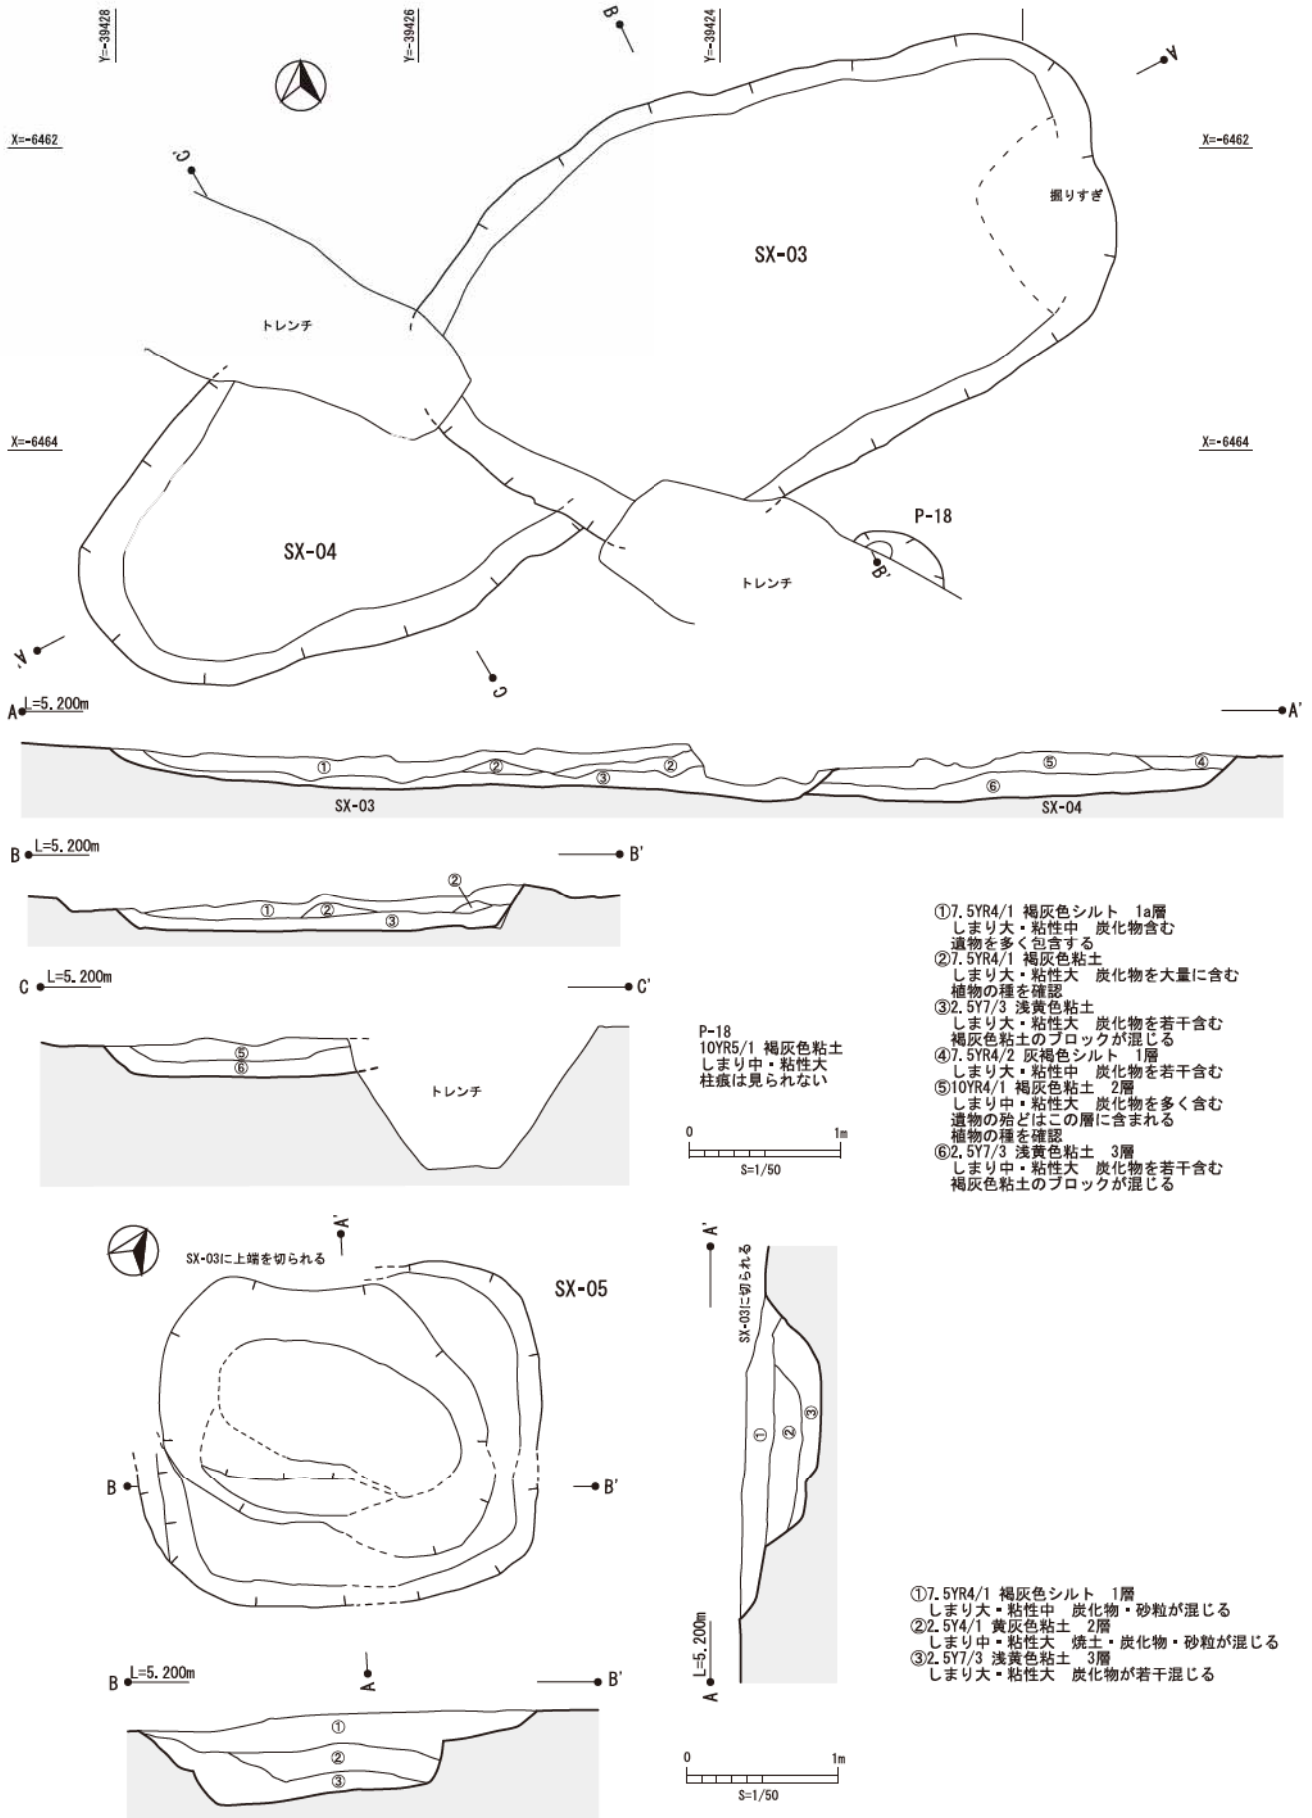 Y=-39428
Y=-39426
B
Y=-39424
A
X=-6462
X=-6462
C'
掘りすぎ
SX-03
トレンチ
X=-6464
X=-6464
P-18
SX-04
B'
トレンチ
A'
C
A L=5.200m A'
① ② ② ③ ⑤ ④ ⑥
SX-03 SX-04
B L=5.200m B'
② ① ② ③
C L=5.200m C'
⑤
⑥
トレンチ
P-18
10YR5/1 褐灰色粘土
しまり中・粘性大
柱痕は見られない
0 1m
S=1/50
①7.5YR4/1 褐灰色シルト 1a層
しまり大・粘性中 炭化物含む
遺物を多く包含する
②7.5YR4/1 褐灰色粘土
しまり大・粘性大 炭化物を大量に含む
植物の種を確認
③2.5Y7/3 浅黄色粘土
しまり大・粘性大 炭化物を若干含む
褐灰色粘土のブロックが混じる
④7.5YR4/2 灰褐色シルト 1層
しまり大・粘性中 炭化物を若干含む
⑤10YR4/1 褐灰色粘土 2層
しまり中・粘性大 炭化物を多く含む
遺物の殆どはこの層に含まれる
植物の種を確認
⑥2.5Y7/3 浅黄色粘土 3層
しまり中・粘性大 炭化物を若干含む
褐灰色粘土のブロックが混じる
A'
SX-03に上端を切られる
SX-05
B B'
A
A'
SX-03に切られる
① ② ③
L=5.200m
A
B L=5.200m B'
①
②
③
0 1m
S=1/50
①7.5YR4/1 褐灰色シルト 1層
しまり大・粘性中 炭化物・砂粒が混じる
②2.5Y4/1 黄灰色粘土 2層
しまり中・粘性大 焼土・炭化物・砂粒が混じる
③2.5Y7/3 浅黄色粘土 3層
しまり大・粘性大 炭化物が若干混じる